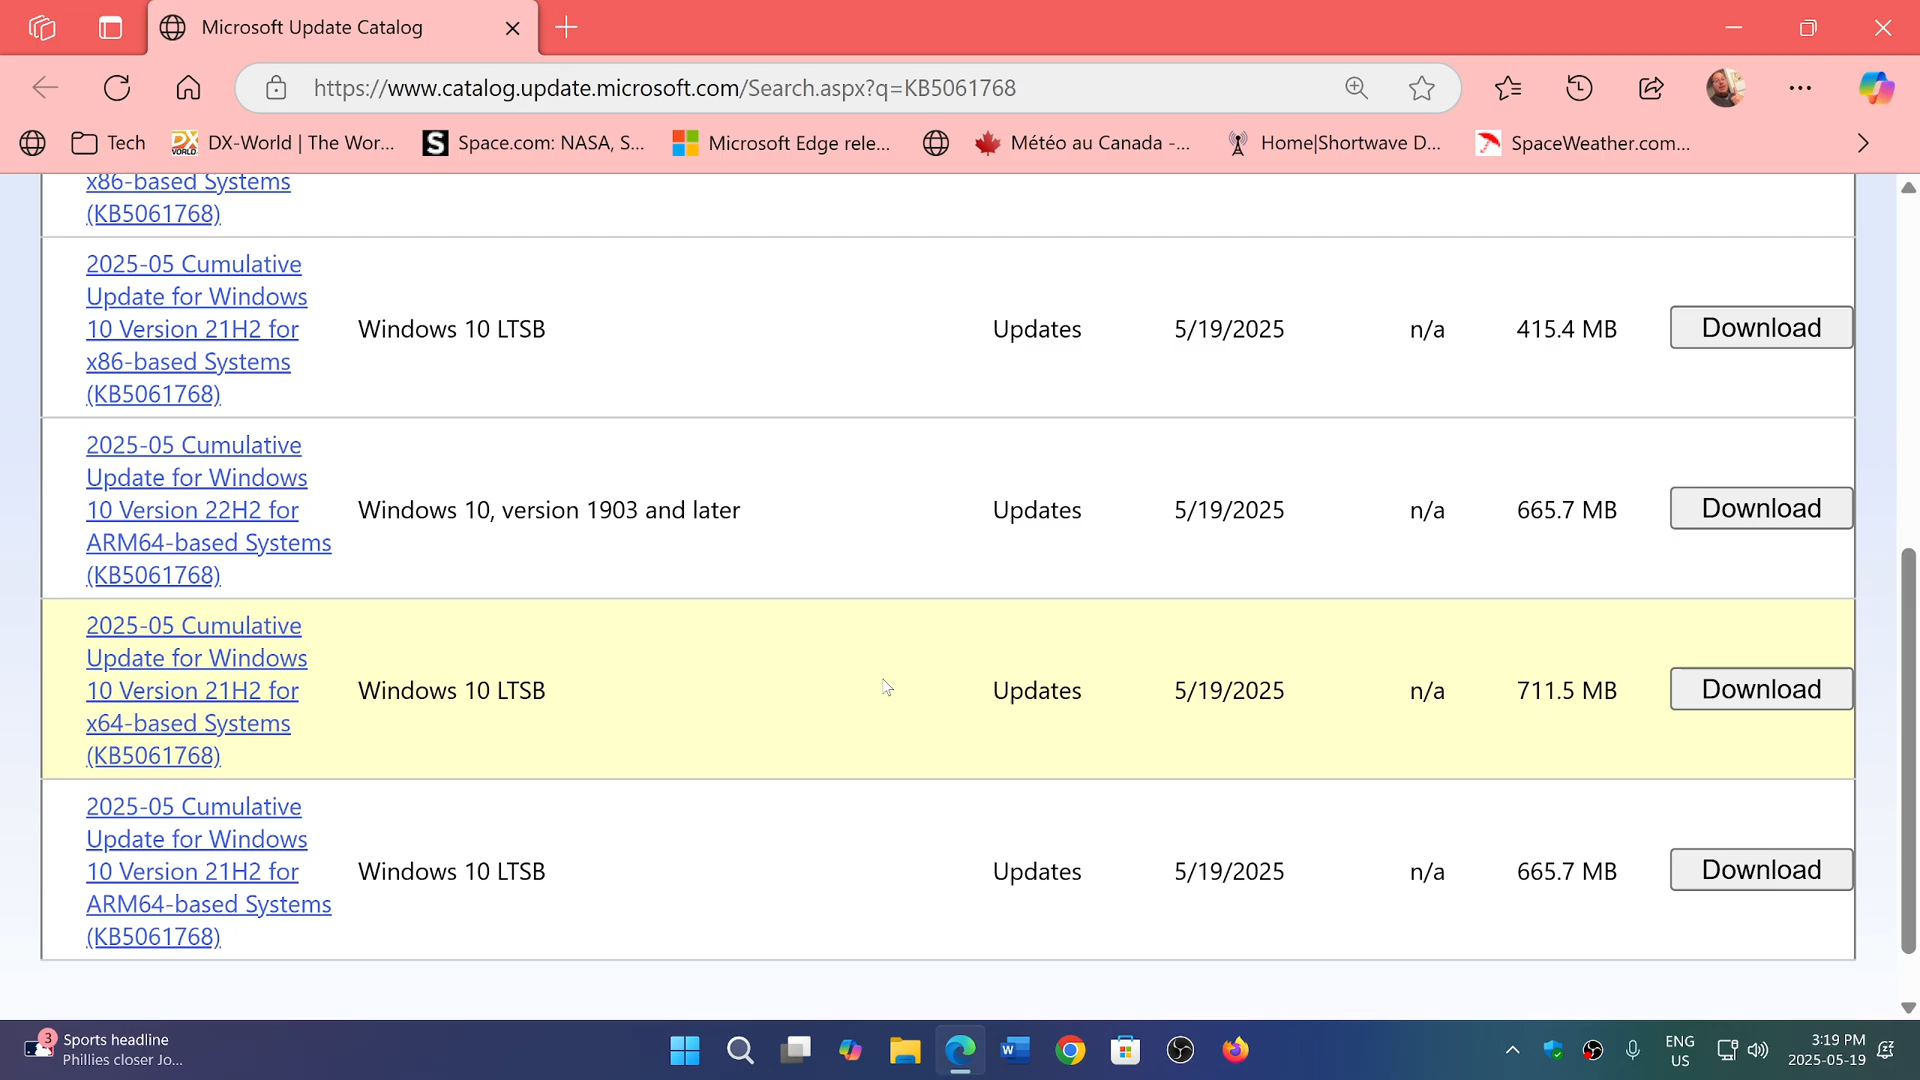 Microsoft Update Catalog
https://www.catalog.update.microsoft.com/Search.aspx?q=KB5061768
Tech
DX-World | The Wor...
S
Space.com: NASA, S...
Microsoft Edge rele...
Météo au Canada -...
Home|Shortwave D...
SpaceWeather.com...
x86-based Systems
(KB5061768)
2025-05 Cumulative
Update for Windows
10 Version 21H2 for
x86-based Systems
(KB5061768)
Windows 10 LTSB
Updates
5/19/2025
n/a
415.4 MB
Download
2025-05 Cumulative
Update for Windows
10 Version 22H2 for
ARM64-based Systems
(KB5061768)
Windows 10, version 1903 and later
Updates
5/19/2025
n/a
665.7 MB
Download
2025-05 Cumulative
Update for Windows
10 Version 21H2 for
x64-based Systems
(KB5061768)
Windows 10 LTSB
Updates
5/19/2025
n/a
711.5 MB
Download
2025-05 Cumulative
Update for Windows
10 Version 21H2 for
ARM64-based Systems
(KB5061768)
Windows 10 LTSB
Updates
5/19/2025
n/a
665.7 MB
Download
3
Sports headline
Phillies closer Jo...
ENG
US
3:19 PM
2025-05-19